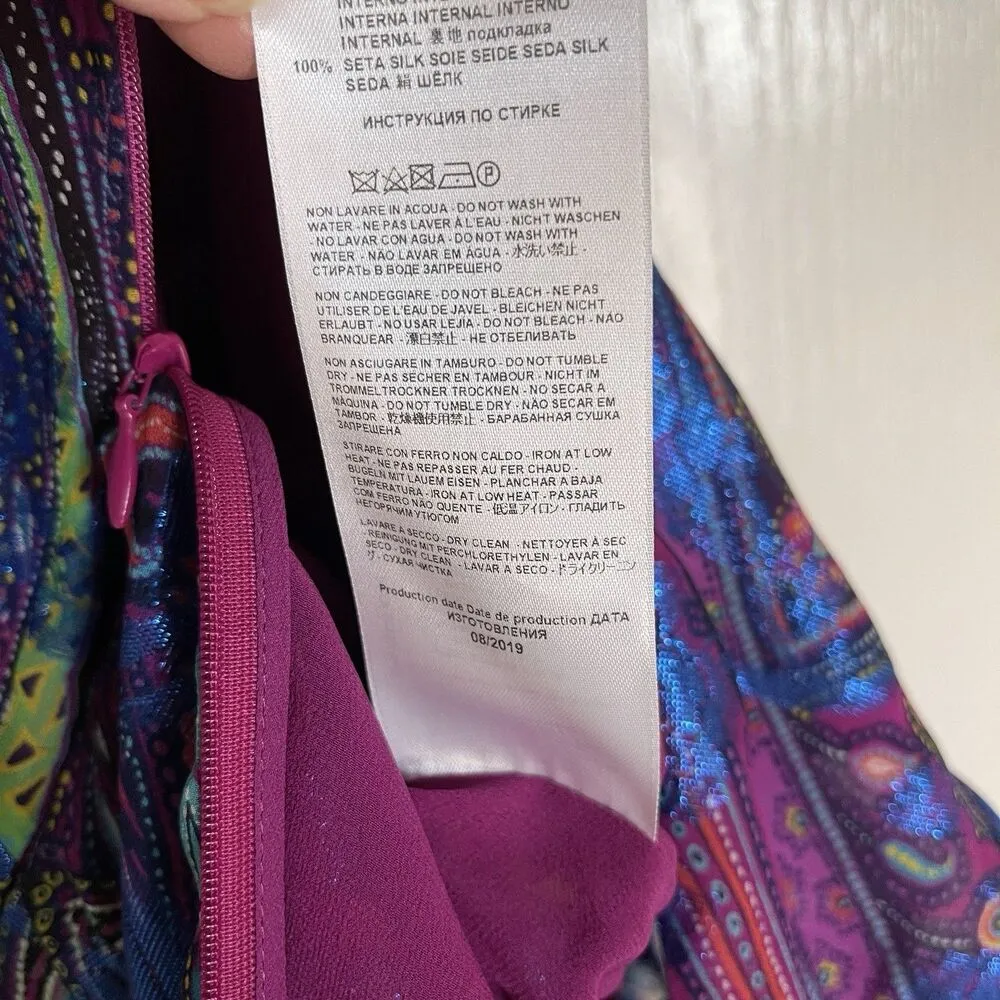 INTERNO INTERNAL INTERNO
INTERNAL 裏地 подкладка
100% SETA SILK SOIE SEIDE SEDA SILK
SEDA 絹 ШЁЛК
ИНСТРУКЦИЯ ПО СТИРКЕ
P
NON LAVARE IN ACQUA - DO NOT WASH WITH
WATER - NE PAS LAVER À L'EAU - NICHT WASCHEN
- NO LAVAR CON AGUA - DO NOT WASH WITH
WATER - NÃO LAVAR EM ÁGUA - 水洗い禁止 -
СТИРАТЬ В ВОДЕ ЗАПРЕЩЕНО
NON CANDEGGIARE - DO NOT BLEACH - NE PAS
UTILISER DE L'EAU DE JAVEL - BLEICHEN NICHT
ERLAUBT - NO USAR LEJIA - DO NOT BLEACH - NÃO
BRANQUEAR - 漂白禁止 - НЕ ОТБЕЛИВАТЬ
NON ASCIUGARE IN TAMBURO - DO NOT TUMBLE
DRY - NE PAS SÉCHER EN TAMBOUR - NICHT IM
TROMMELTROCKNER TROCKNEN - NO SECAR A
MÁQUINA - DO NOT TUMBLE DRY - NÃO SECAR EM
TAMBOR - 乾燥機使用禁止 - БАРАБАННАЯ СУШКА
ЗАПРЕЩЕНА
STIRARE CON FERRO NON CALDO - IRON AT LOW
HEAT - NE PAS REPASSER AU FER CHAUD -
BUGELN MIT LAUEM EISEN - PLANCHAR A BAJA
TEMPERATURA - IRON AT LOW HEAT - PASSAR
COM FERRO NÃO QUENTE - 低温アイロン - ГЛАДИТЬ
НЕГОРЯЧИМ УТЮГОМ
LAVARE A SECCO - DRY CLEAN - NETTOYER À SEC
- REINIGUNG MIT PERCHLORETHYLEN - LAVAR EN
SECO - DRY CLEAN - LAVAR A SECO - ドライクリーニン
グ - СУХАЯ ЧИСТКА
Production date Date de production ДАТА
ИЗГОТОВЛЕНИЯ
08/2019